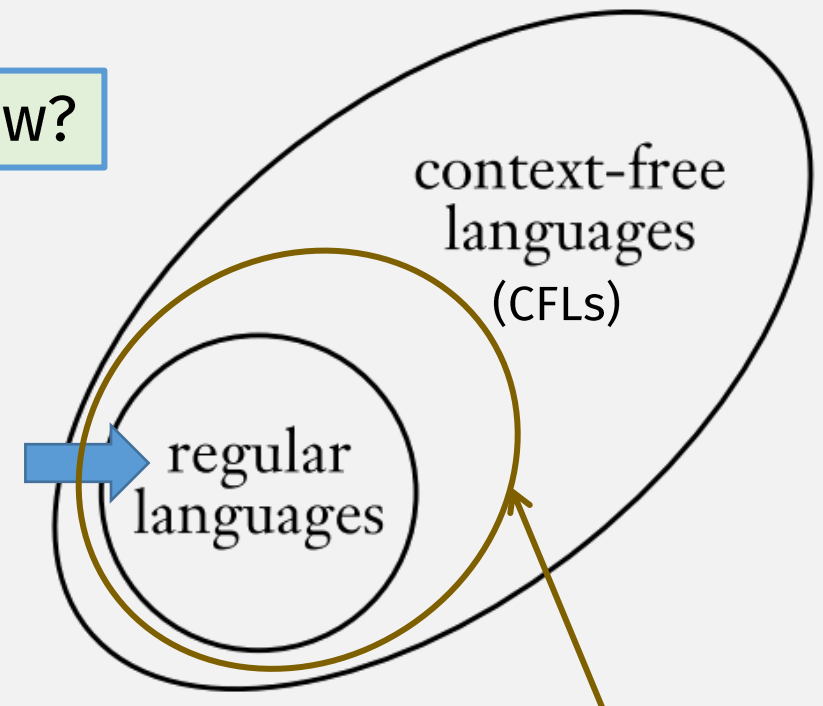 w?
context-free
languages
(CFLs)
regular
languages